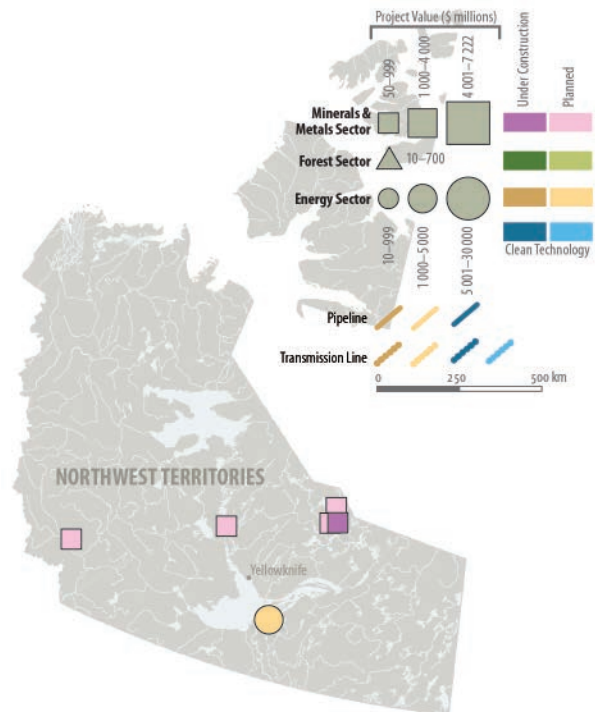 Project Value ($ millions)
50–999
1 000–4 000
4 001–7 222
Under Construction
Planned
Minerals &
Metals Sector
Forest Sector
10–700
Energy Sector
10–999
1 000–5 000
5 001–30 000
Clean Technology
Pipeline
Transmission Line
0
250
500 km
NORTHWEST TERRITORIES
Yellowknife